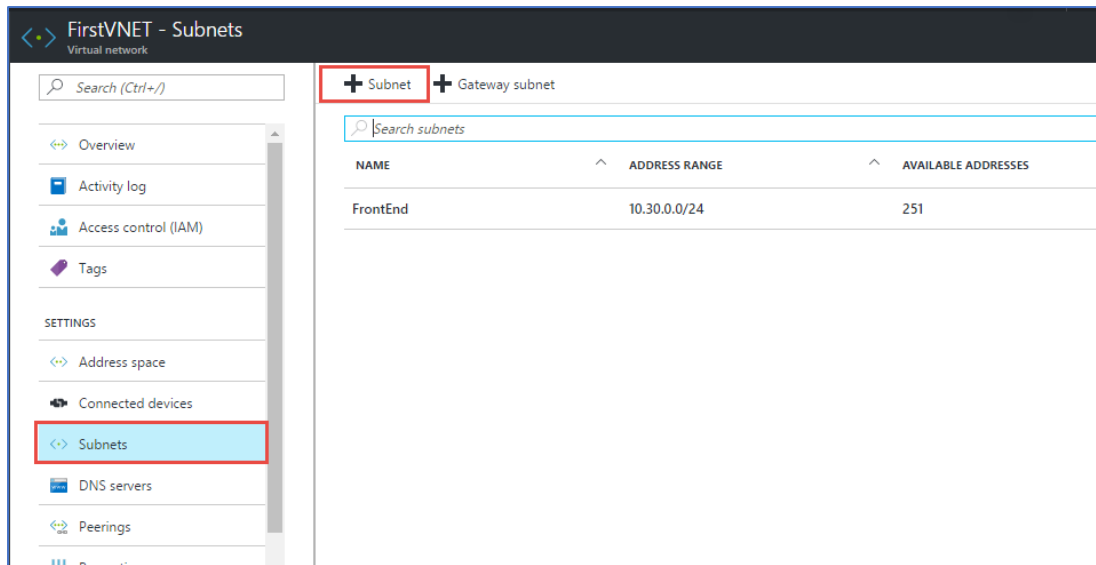 FirstVNET - Subnets
Virtual network
Search (Ctrl+/)
Overview
Activity log
Access control (IAM)
Tags
SETTINGS
Address space
Connected devices
Subnets
DNS servers
Peerings
Subnet Gateway subnet
Search subnets
NAME ADDRESS RANGE AVAILABLE ADDRESSES
FrontEnd 10.30.0.0/24 251